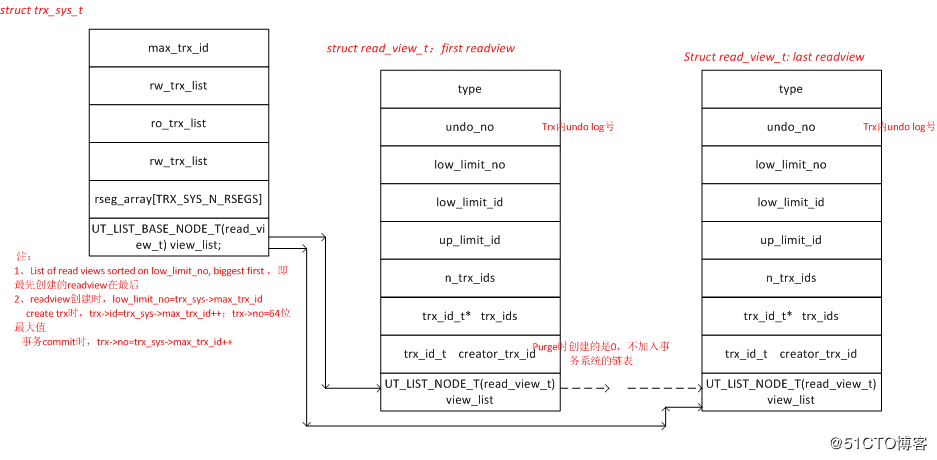 struct trx_sys_t
max_trx_id
rw_trx_list
ro_trx_list
rw_trx_list
rseg_array[TRX_SYS_N_RSEGS]
UT_LIST_BASE_NODE_T(read_vi
ew_t) view_list;
注：
1、List of read views sorted on low_limit_no, biggest first ，即
最先创建的readview在最后
2、readview创建时，low_limit_no=trx_sys->max_trx_id
create trx时，trx->id=trx_sys->max_trx_id++；trx->no=64位
最大值
事务commit时，trx->no=trx_sys->max_trx_id++
struct read_view_t：first readview
type
undo_no
Trx内undo log号
low_limit_no
low_limit_id
up_limit_id
n_trx_ids
trx_id_t* trx_ids
trx_id_t creator_trx_id
Purge时创建的是0，不加入事
务系统的链表
UT_LIST_NODE_T(read_view_t)
view_list
Struct read_view_t: last readview
type
undo_no
Trx内undo log号
low_limit_no
low_limit_id
up_limit_id
n_trx_ids
trx_id_t* trx_ids
trx_id_t creator_trx_id
UT_LIST_NODE_T(read_view_t)
view_list
@51CTO博客